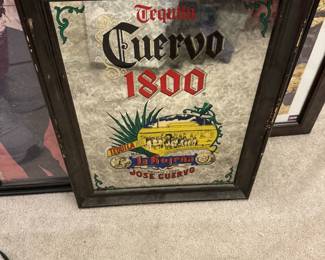 Tequila
Cuervo
1800
TEQUILA
La Rojeña
JOSE CUERVO